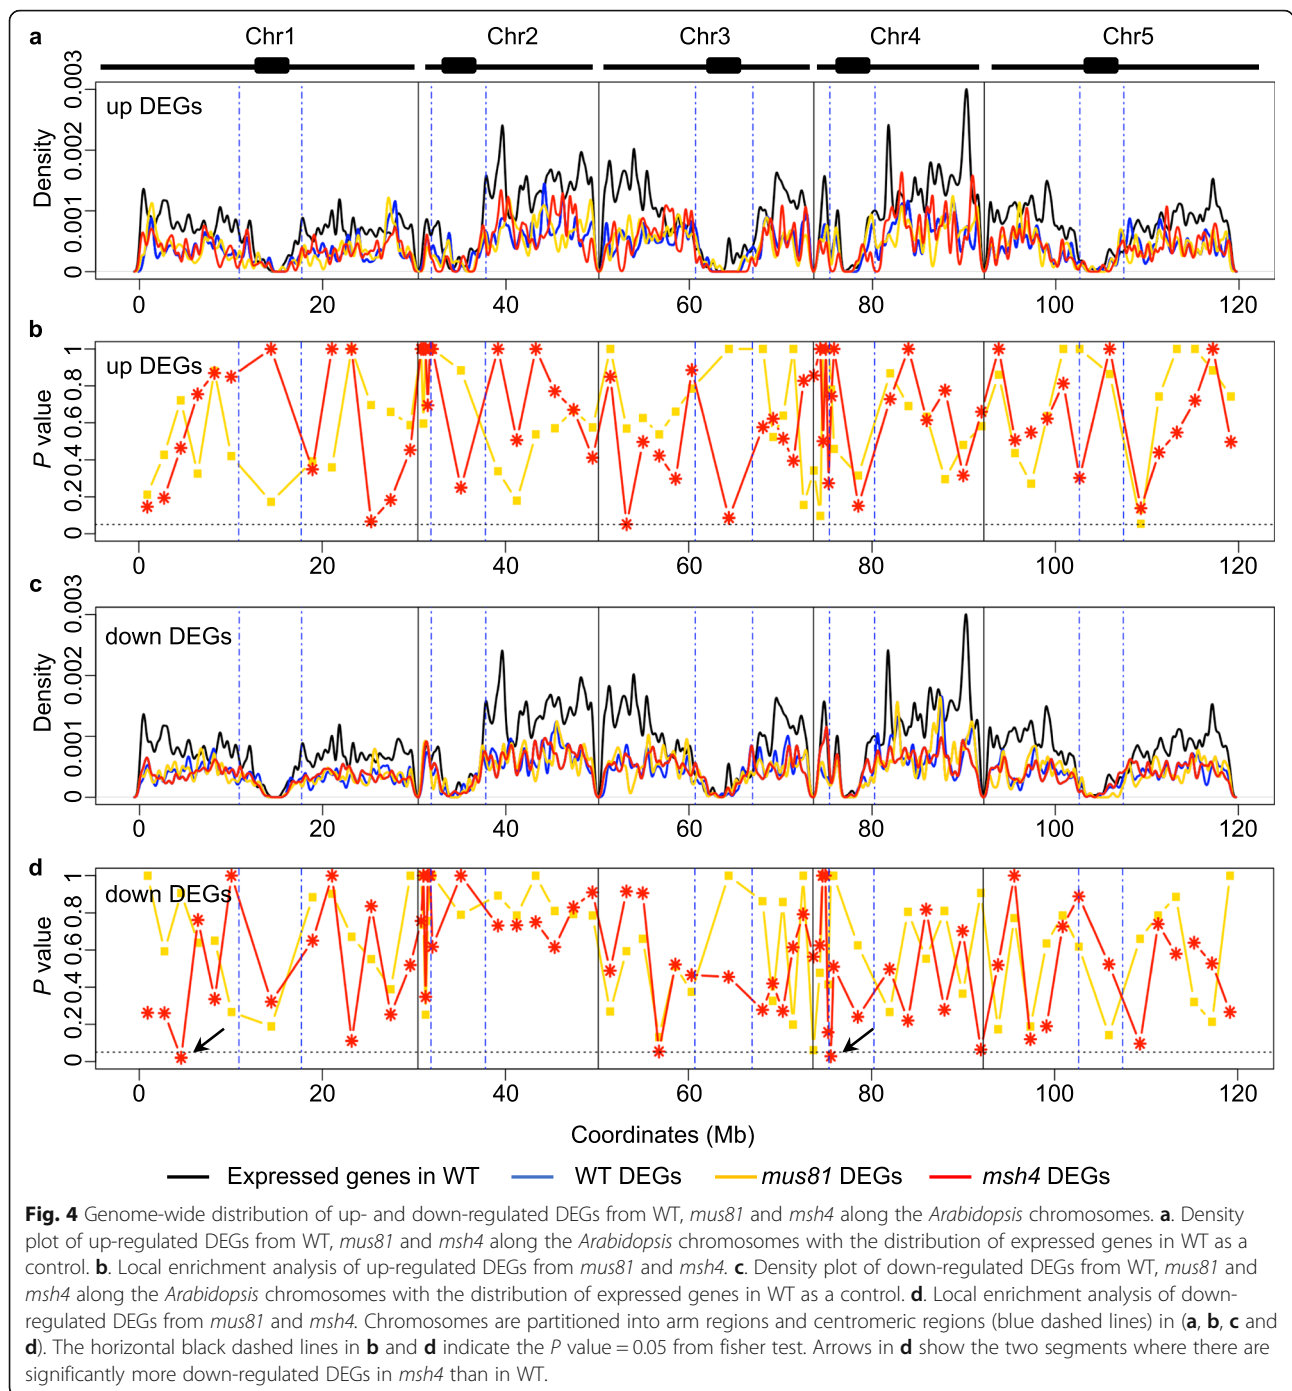 a
Chr1 Chr2 Chr3 Chr4 Chr5
up DEGs
Density
0 0.001 0.002 0.003
0 20 40 60 80 100 120
b
up DEGs
P value
0 0.2 0.4 0.6 0.8 1
0 20 40 60 80 100 120
c
down DEGs
Density
0 0.001 0.002 0.003
0 20 40 60 80 100 120
d
down DEGs
P value
0 0.2 0.4 0.6 0.8 1
0 20 40 60 80 100 120
Coordinates (Mb)
Expressed genes in WT WT DEGs mus81 DEGs msh4 DEGs
Fig. 4 Genome-wide distribution of up- and down-regulated DEGs from WT, mus81 and msh4 along the Arabidopsis chromosomes. a. Density
plot of up-regulated DEGs from WT, mus81 and msh4 along the Arabidopsis chromosomes with the distribution of expressed genes in WT as a
control. b. Local enrichment analysis of up-regulated DEGs from mus81 and msh4. c. Density plot of down-regulated DEGs from WT, mus81 and
msh4 along the Arabidopsis chromosomes with the distribution of expressed genes in WT as a control. d. Local enrichment analysis of down-
regulated DEGs from mus81 and msh4. Chromosomes are partitioned into arm regions and centromeric regions (blue dashed lines) in (a, b, c and
d). The horizontal black dashed lines in b and d indicate the P value = 0.05 from fisher test. Arrows in d show the two segments where there are
significantly more down-regulated DEGs in msh4 than in WT.